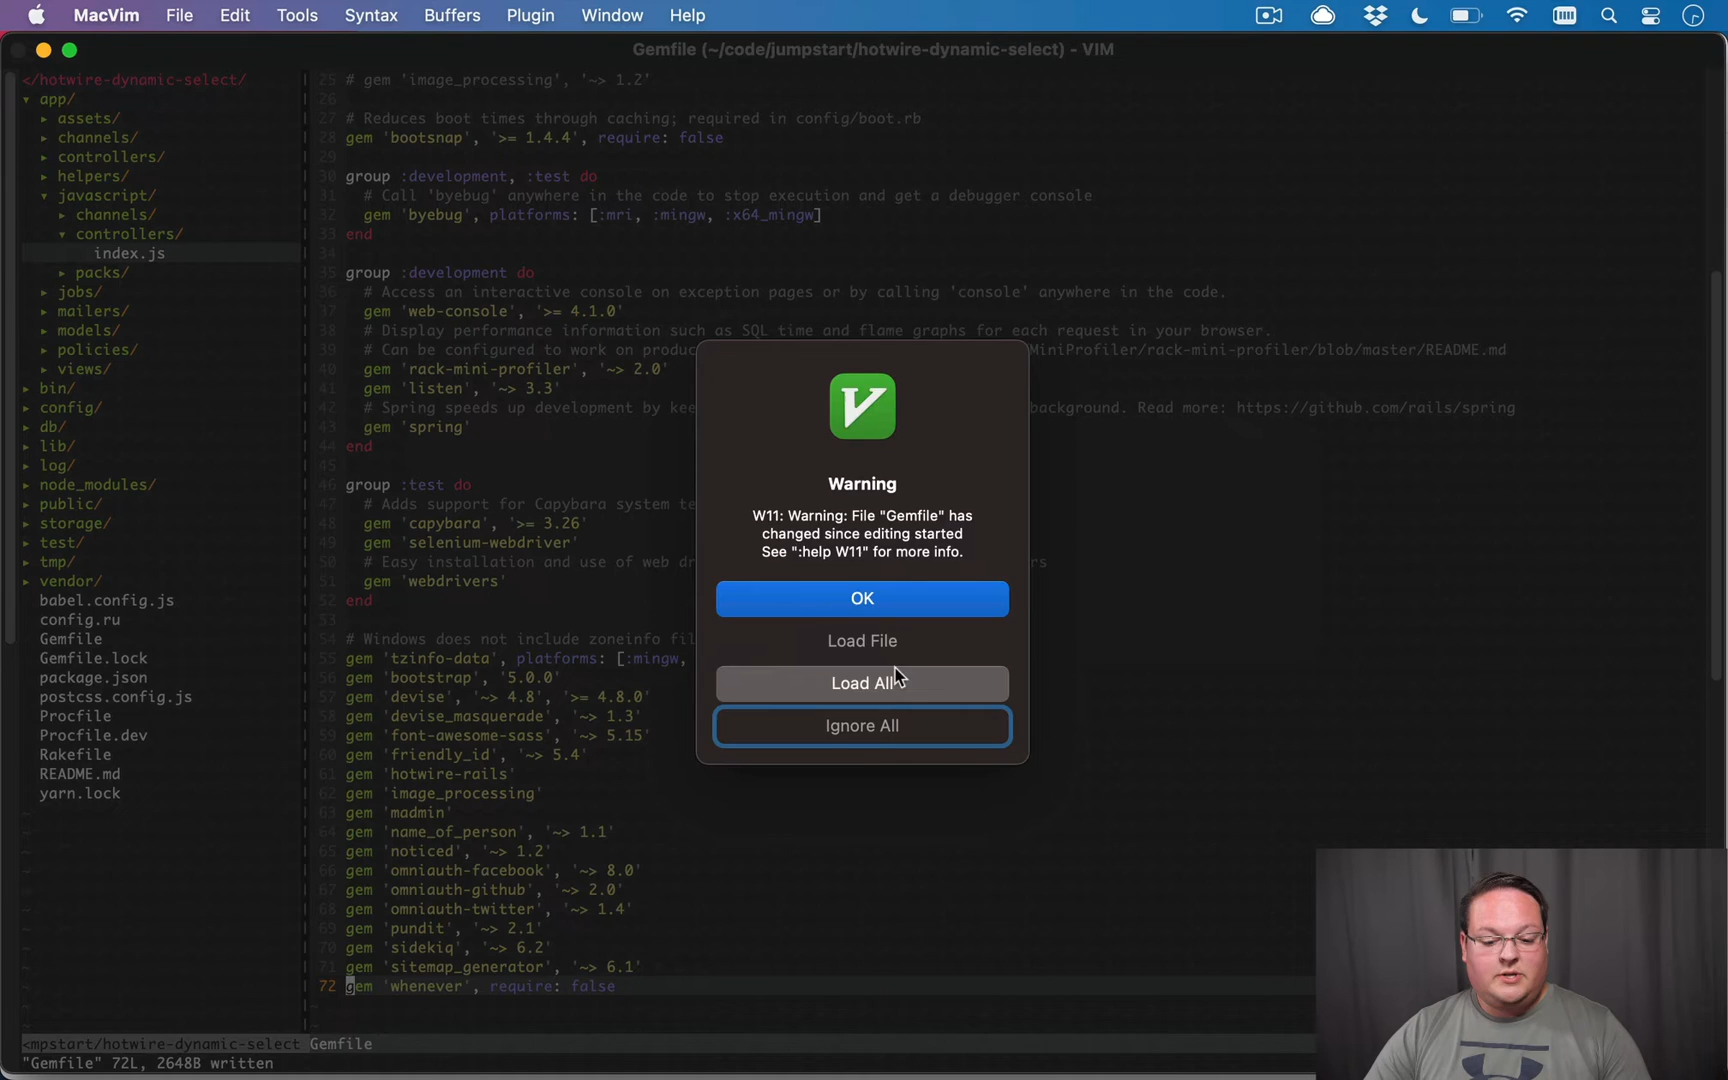 MacVim File Edit Tools Syntax Buffers Plugin Window Help
Gemfile (~/code/jumpstart/hotwire-dynamic-select) - VIM
</hotwire-dynamic-select/
▾ app/
▸ assets/
▸ channels/
▸ controllers/
▸ helpers/
▾ javascript/
▸ channels/
▾ controllers/
index.js
▸ packs/
▸ jobs/
▸ mailers/
▸ models/
▸ policies/
▸ views/
▸ bin/
▸ config/
▸ db/
▸ lib/
▸ log/
▸ node_modules/
▸ public/
▸ storage/
▸ test/
▸ tmp/
▸ vendor/
babel.config.js
config.ru
Gemfile
Gemfile.lock
package.json
postcss.config.js
Procfile
Procfile.dev
Rakefile
README.md
yarn.lock
25 # gem 'image_processing', '~> 1.2'
26
27 # Reduces boot times through caching; required in config/boot.rb
28 gem 'bootsnap', '>= 1.4.4', require: false
29
30 group :development, :test do
31 # Call 'byebug' anywhere in the code to stop execution and get a debugger console
32 gem 'byebug', platforms: [:mri, :mingw, :x64_mingw]
33 end
34
35 group :development do
36 # Access an interactive console on exception pages or by calling 'console' anywhere in the code.
37 gem 'web-console', '>= 4.1.0'
38 # Display performance information such as SQL time and flame graphs for each request in your browser.
39 # Can be configured to work on produc MiniProfiler/rack-mini-profiler/blob/master/README.md
40 gem 'rack-mini-profiler', '~> 2.0'
41 gem 'listen', '~> 3.3'
42 # Spring speeds up development by kee background. Read more: https://github.com/rails/spring
43 gem 'spring'
44 end
45
46 group :test do
47 # Adds support for Capybara system te
48 gem 'capybara', '>= 3.26'
49 gem 'selenium-webdriver'
50 # Easy installation and use of web dr rs
51 gem 'webdrivers'
52 end
53
54 # Windows does not include zoneinfo fil
55 gem 'tzinfo-data', platforms: [:mingw,
56 gem 'bootstrap', '5.0.0'
57 gem 'devise', '~> 4.8', '>= 4.8.0'
58 gem 'devise_masquerade', '~> 1.3'
59 gem 'font-awesome-sass', '~> 5.15'
60 gem 'friendly_id', '~> 5.4'
61 gem 'hotwire-rails'
62 gem 'image_processing'
63 gem 'madmin'
64 gem 'name_of_person', '~> 1.1'
65 gem 'noticed', '~> 1.2'
66 gem 'omniauth-facebook', '~> 8.0'
67 gem 'omniauth-github', '~> 2.0'
68 gem 'omniauth-twitter', '~> 1.4'
69 gem 'pundit', '~> 2.1'
70 gem 'sidekiq', '~> 6.2'
71 gem 'sitemap_generator', '~> 6.1'
72 gem 'whenever', require: false
Warning
W11: Warning: File "Gemfile" has
changed since editing started
See ":help W11" for more info.
OK
Load File
Load All
Ignore All
<mpstart/hotwire-dynamic-select Gemfile
"Gemfile" 72L, 2648B written